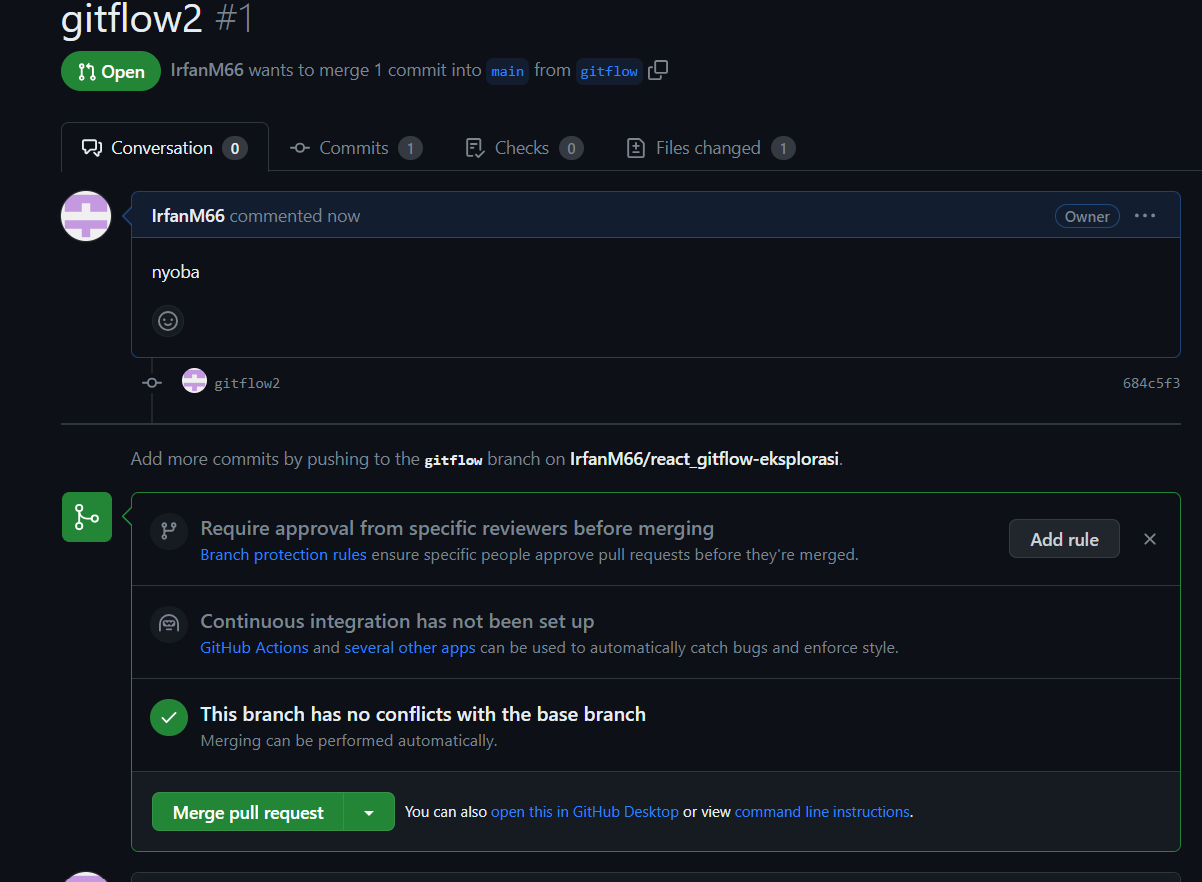 gitflow2 #1
Open IrfanM66 wants to merge 1 commit into main from gitflow
Conversation 0 Commits 1 Checks 0 Files changed 1
IrfanM66 commented now Owner
nyoba
gitflow2 684c5f3
Add more commits by pushing to the gitflow branch on IrfanM66/react_gitflow-eksplorasi.
Require approval from specific reviewers before merging
Branch protection rules ensure specific people approve pull requests before they're merged.
Add rule
Continuous integration has not been set up
GitHub Actions and several other apps can be used to automatically catch bugs and enforce style.
This branch has no conflicts with the base branch
Merging can be performed automatically.
Merge pull request You can also open this in GitHub Desktop or view command line instructions.